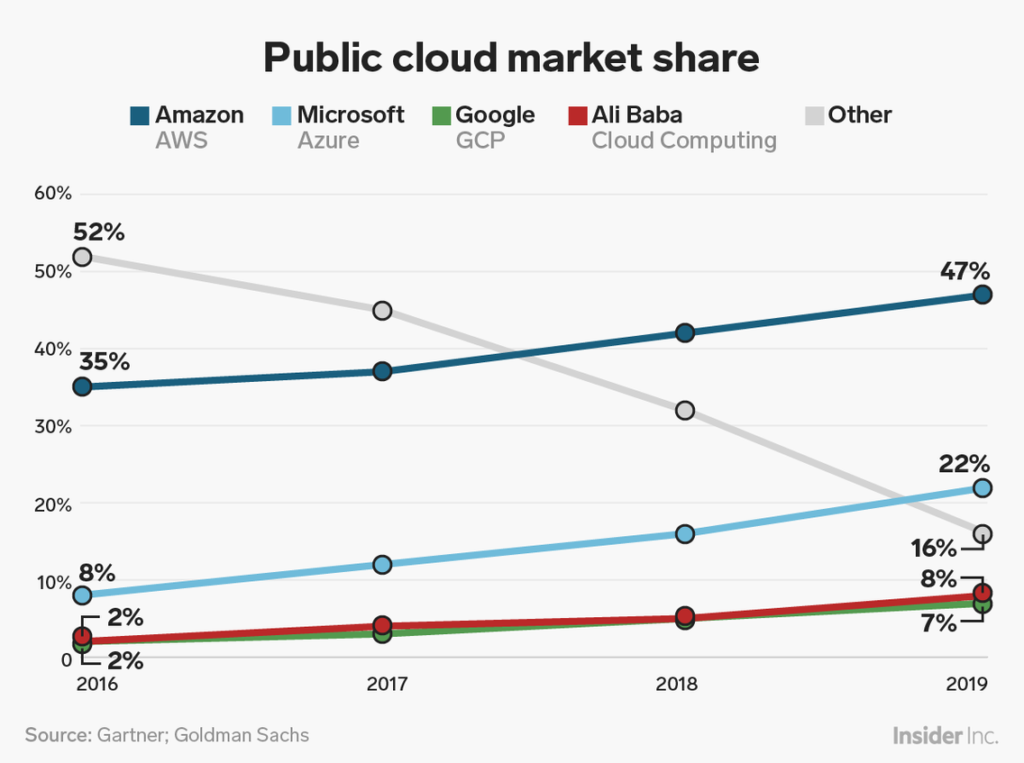 Public cloud market share
Amazon Microsoft Google Ali Baba Other
AWS Azure GCP Cloud Computing
60%
52%
50%
47%
40%
35%
30%
22%
20%
16%
10%
8%
8%
2%
7%
2%
0
2016 2017 2018 2019
Source: Gartner; Goldman Sachs
Insider Inc.